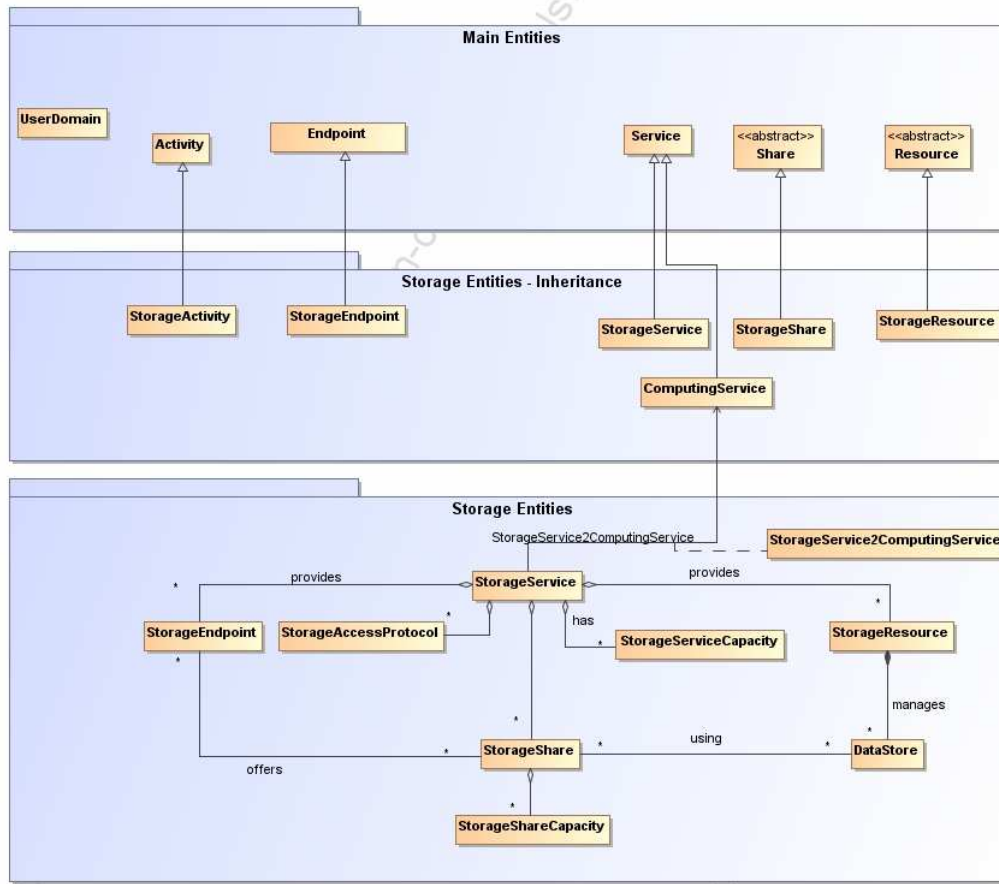 Main Entities
UserDomain
Activity
Endpoint
Service
<<abstract>>
Share
<<abstract>>
Resource
Storage Entities - Inheritance
StorageActivity
StorageEndpoint
StorageService
StorageShare
StorageResource
ComputingService
Storage Entities
StorageService2ComputingService
StorageService2ComputingService
provides
*
StorageService
provides
*
StorageEndpoint
*
StorageAccessProtocol
*
has
*
StorageServiceCapacity
StorageResource
manages
*
*
StorageShare
*
using
*
DataStore
offers
*
*
StorageShareCapacity